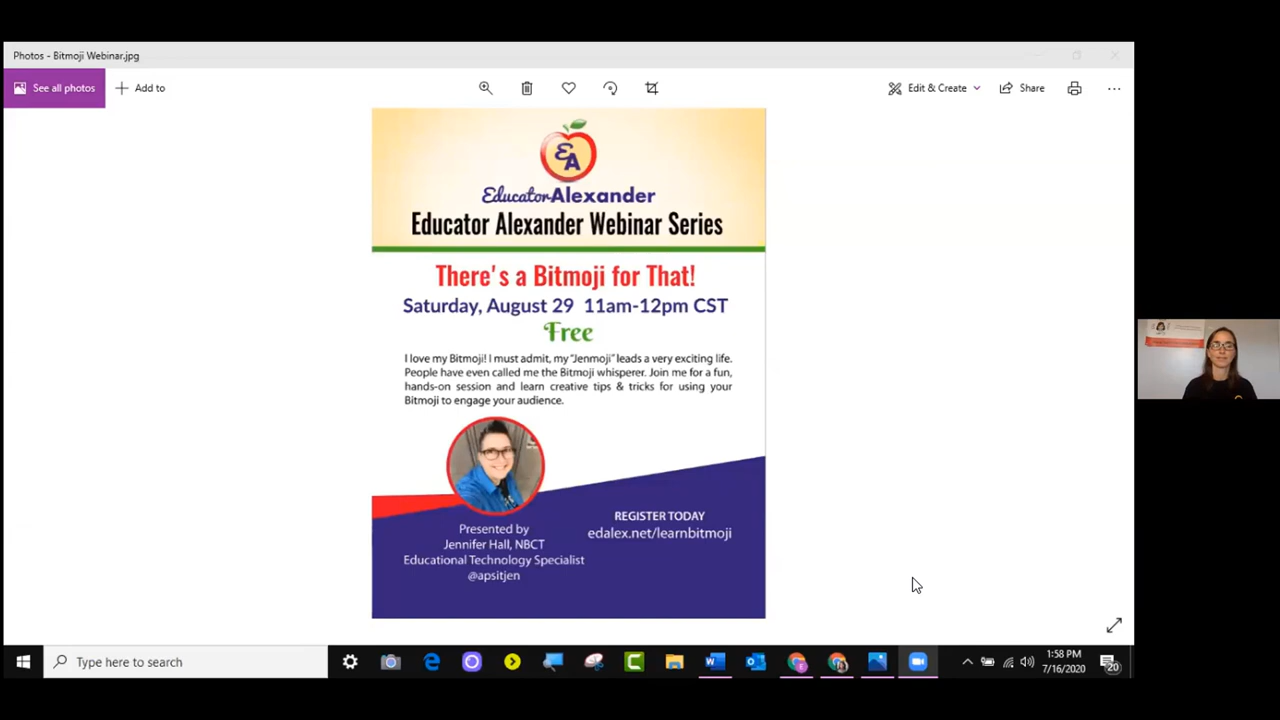 Photos - Bitmoji Webinar.jpg
See all photos
Add to
Edit & Create
Share
EA
EducatorAlexander
Educator Alexander Webinar Series
There's a Bitmoji for That!
Saturday, August 29 11am-12pm CST
Free
I love my Bitmoji! I must admit, my "Jenmoji" leads a very exciting life.
People have even called me the Bitmoji whisperer. Join me for a fun,
hands-on session and learn creative tips & tricks for using your
Bitmoji to engage your audience.
Presented by
Jennifer Hall, NBCT
Educational Technology Specialist
@apsitjen
REGISTER TODAY
edalex.net/learnbitmoji
Type here to search
1:58 PM
7/16/2020
20